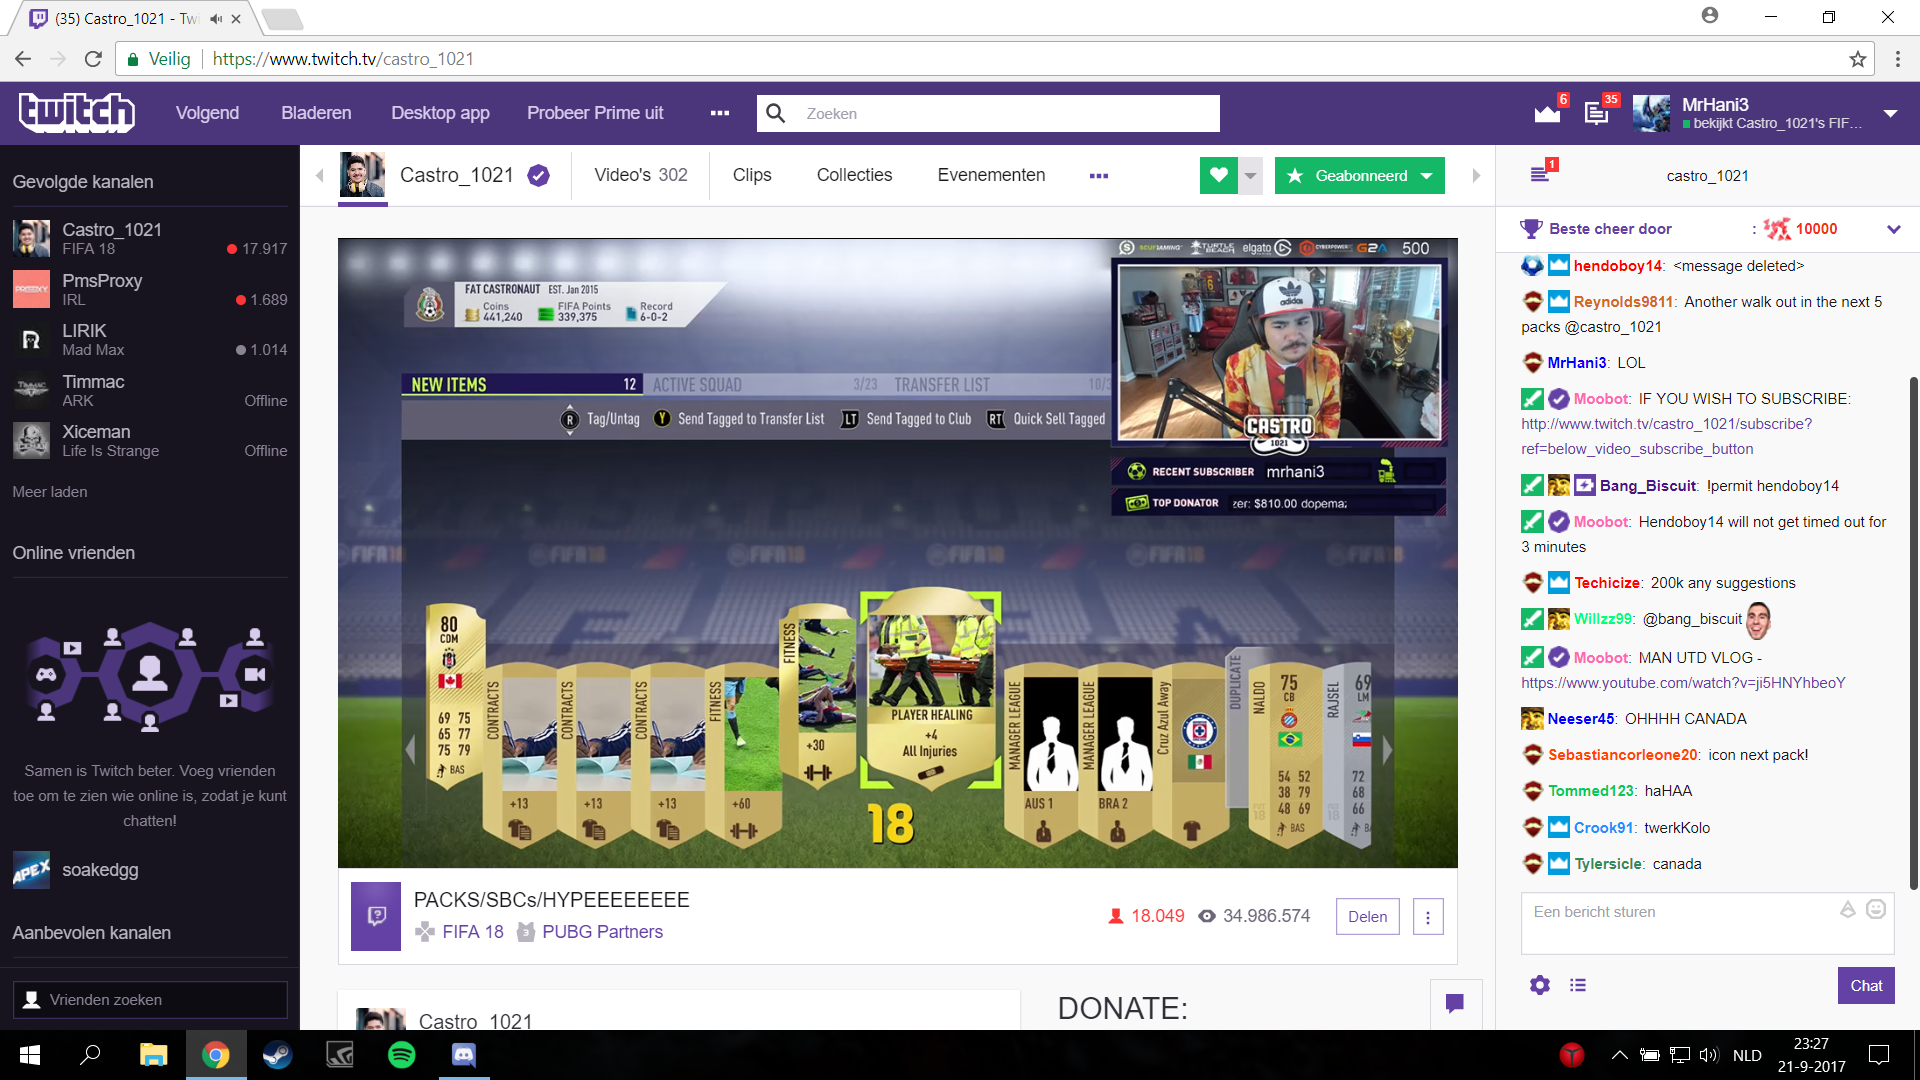 (35) Castro_1021 - Twi
Veilig
https://www.twitch.tv/castro_1021
twitch
Volgend
Bladeren
Desktop app
Probeer Prime uit
Zoeken
6
35
MrHani3
bekijkt Castro_1021's FIF...
Gevolgde kanalen
Castro_1021
FIFA 18
17.917
PmsProxy
IRL
1.689
LIRIK
Mad Max
1.014
Timmac
ARK
Offline
Xiceman
Life Is Strange
Offline
Meer laden
Online vrienden
Samen is Twitch beter. Voeg vrienden
toe om te zien wie online is, zodat je kunt
chatten!
soakedgg
Aanbevolen kanalen
Vrienden zoeken
Castro_1021
Video's 302
Clips
Collecties
Evenementen
Geabonneerd
SCUFGAMING
TURTLE BEACH
elgato
CYBERPOWERPC
G2A
500
FAT CASTRONAUT EST. Jan 2015
Coins
441,240
FIFA Points
339,375
Record
6-0-2
NEW ITEMS 12
ACTIVE SQUAD 3/23
TRANSFER LIST
R Tag/Untag
Y Send Tagged to Transfer List
LT Send Tagged to Club
RT Quick Sell Tagged
adidas
CASTRO
1021
RECENT SUBSCRIBER mrhani3
TOP DONATOR zer: $810.00 dopema
FIFA18
FIFA18
FIFA18
FIFA18
FIFA18
80
CDM
69 75
65 77
75 79
BAS
CONTRACTS
+13
CONTRACTS
+13
CONTRACTS
+13
FITNESS
+60
FITNESS
+30
PLAYER HEALING
+4
All Injuries
18
MANAGER LEAGUE
AUS 1
MANAGER LEAGUE
BRA 2
Cruz Azul Away
DUPLICATE
NALDO
75
CB
54 52
38 79
48 69
BAS
RAJSEL
69
LM
72
68
66
PACKS/SBCs/HYPEEEEEEEE
FIFA 18
3
PUBG Partners
18.049
34.986.574
Delen
Castro_1021
DONATE:
1
castro_1021
Beste cheer door
: 10000
hendoboy14: <message deleted>
Reynolds9811: Another walk out in the next 5
packs @castro_1021
MrHani3: LOL
Moobot: IF YOU WISH TO SUBSCRIBE:
http://www.twitch.tv/castro_1021/subscribe?
ref=below_video_subscribe_button
Bang_Biscuit: !permit hendoboy14
Moobot: Hendoboy14 will not get timed out for
3 minutes
Techicize: 200k any suggestions
Willzz99: @bang_biscuit
Moobot: MAN UTD VLOG -
https://www.youtube.com/watch?v=ji5HNYhbeoY
Neeser45: OHHHH CANADA
Sebastiancorleone20: icon next pack!
Tommed123: haHAA
Crook91: twerkKolo
Tylersicle: canada
Een bericht sturen
Chat
NLD
23:27
21-9-2017